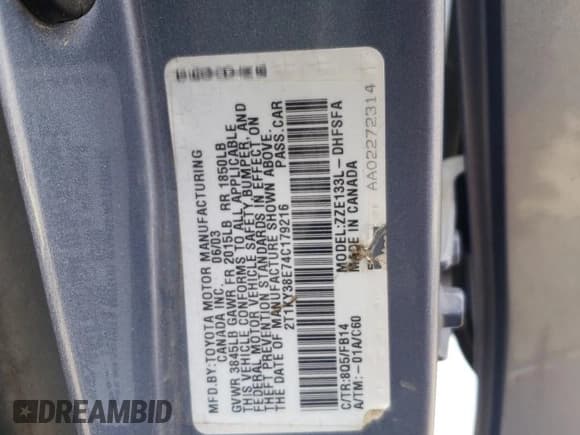 MFD.BY:TOYOTA MOTOR MANUFACTURING
CANADA INC. 06/03
GVWR 3845LB GAWR FR 2015LB RR 1850LB
THIS VEHICLE CONFORMS TO ALL APPLICABLE
FEDERAL MOTOR VEHICLE SAFETY, BUMPER, AND
THEFT PREVENTION STANDARDS IN EFFECT ON
THE DATE OF MANUFACTURE SHOWN ABOVE.
2T1KY38E74C179216 PASS.CAR
C/TR:8Q5/FB14 MODEL:ZZE133L-DHFSFA
A/TM:-01A/C60 MADE IN CANADA
AA02272314
DREAMBID